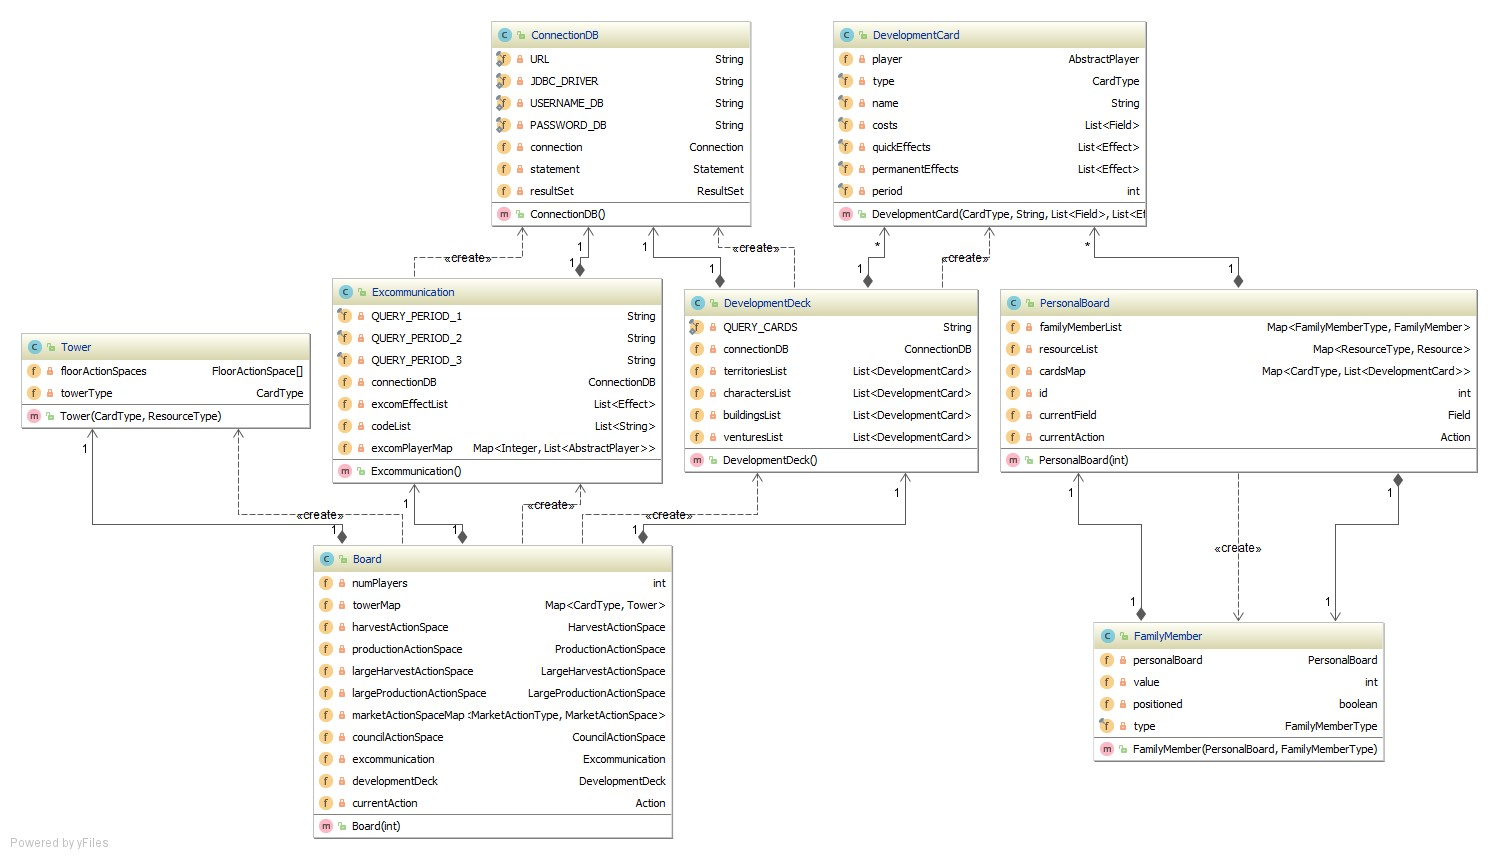 ConnectionDB
URL String
JDBC_DRIVER String
USERNAME_DB String
PASSWORD_DB String
connection Connection
statement Statement
resultSet ResultSet
ConnectionDB()
DevelopmentCard
player AbstractPlayer
type CardType
name String
costs List<Field>
quickEffects List<Effect>
permanentEffects List<Effect>
period int
DevelopmentCard(CardType, String, List<Field>, List<Ef
1
1
«create»
1
1
«create»
*
1
«create»
*
1
Excommunication
QUERY_PERIOD_1 String
QUERY_PERIOD_2 String
QUERY_PERIOD_3 String
connectionDB ConnectionDB
excomEffectList List<Effect>
codeList List<String>
excomPlayerMap Map<Integer, List<AbstractPlayer>>
Excommunication()
DevelopmentDeck
QUERY_CARDS String
connectionDB ConnectionDB
territoriesList List<DevelopmentCard>
charactersList List<DevelopmentCard>
buildingsList List<DevelopmentCard>
venturesList List<DevelopmentCard>
DevelopmentDeck()
PersonalBoard
familyMemberList Map<FamilyMemberType, FamilyMember>
resourceList Map<ResourceType, Resource>
cardsMap Map<CardType, List<DevelopmentCard>>
id int
currentField Field
currentAction Action
PersonalBoard(int)
Tower
floorActionSpaces FloorActionSpace[]
towerType CardType
Tower(CardType, ResourceType)
1
«create»
1
1
1
«create»
«create»
1
1
1
1
«create»
1
1
Board
numPlayers int
towerMap Map<CardType, Tower>
harvestActionSpace HarvestActionSpace
productionActionSpace ProductionActionSpace
largeHarvestActionSpace LargeHarvestActionSpace
largeProductionActionSpace LargeProductionActionSpace
marketActionSpaceMap <MarketActionType, MarketActionSpace>
councilActionSpace CouncilActionSpace
excommunication Excommunication
developmentDeck DevelopmentDeck
currentAction Action
Board(int)
FamilyMember
personalBoard PersonalBoard
value int
positioned boolean
type FamilyMemberType
FamilyMember(PersonalBoard, FamilyMemberType)
Powered by yFiles